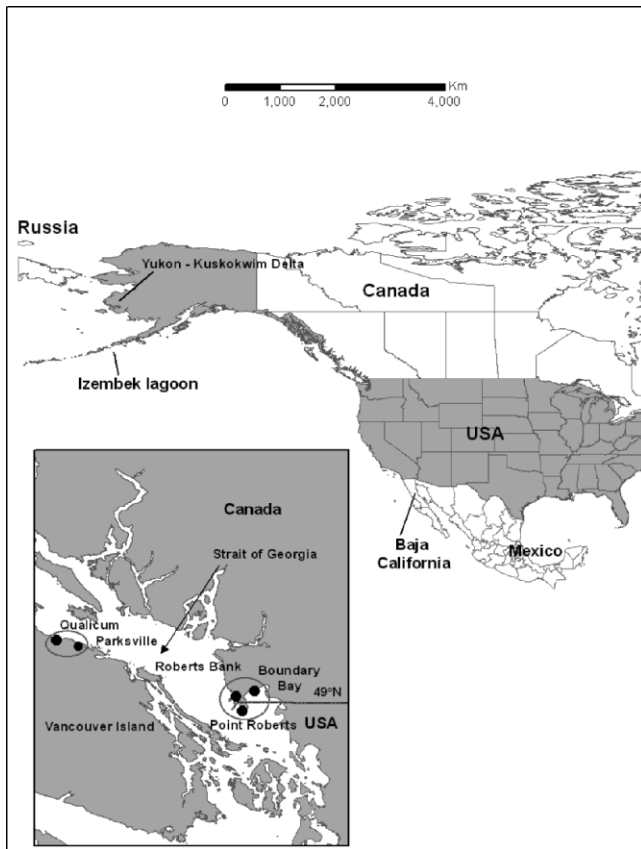 Km
0 1,000 2,000 4,000
Russia
Yukon - Kuskokwim Delta
Canada
Izembek lagoon
USA
Baja
California
Mexico
Canada
Strait of Georgia
Qualicum
Parksville
Roberts Bank
Boundary
Bay
49°N
Point Roberts
USA
Vancouver Island